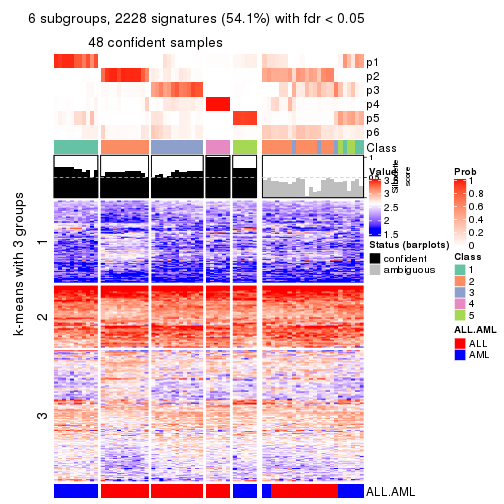 6 subgroups, 2228 signatures (54.1%) with fdr < 0.05
48 confident samples
p1
p2
p3
p4
p5
p6
Class
1
0.5
Silhouette
score
k-means with 3 groups
1
2
3
ALL.AML
Value
3.5
3
2.5
2
1.5
Status (barplots)
confident
ambiguous
Prob
1
0.8
0.6
0.4
0.2
0
Class
1
2
3
4
5
ALL.AML
ALL
AML